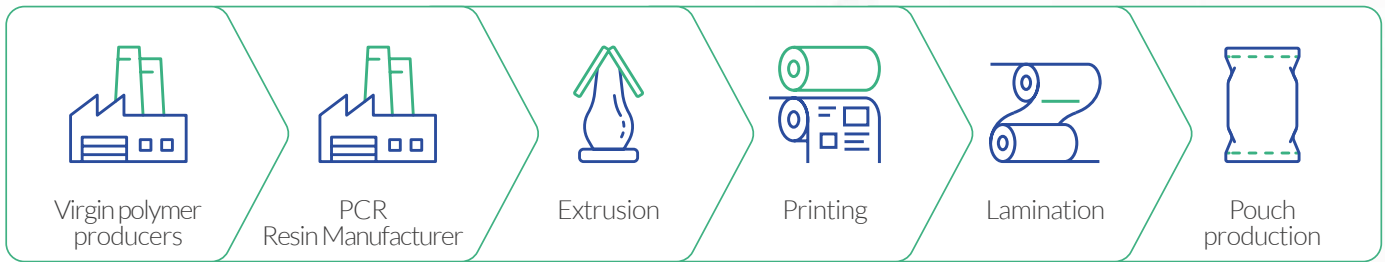 Virgin polymer
producers
PCR
Resin Manufacturer
Extrusion
Printing
Lamination
Pouch
production